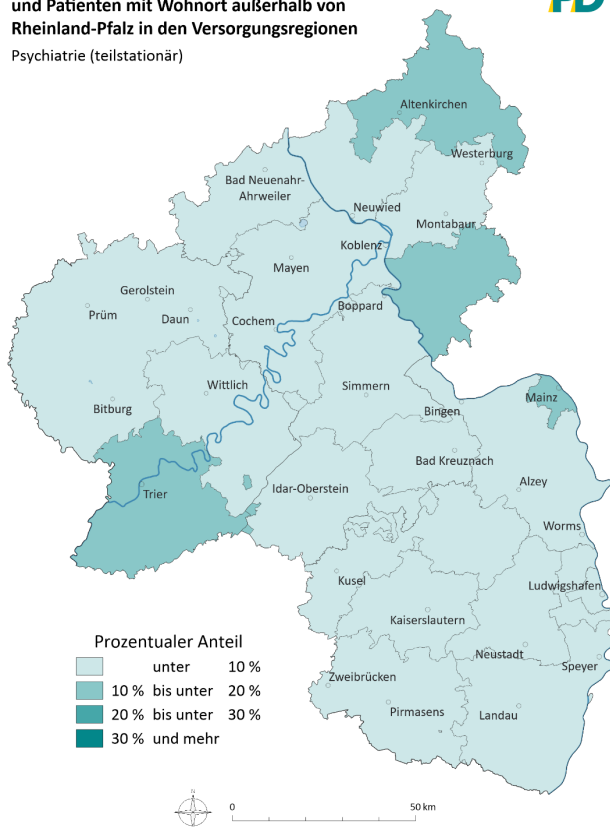 und Patienten mit Wohnort außerhalb von
Rheinland-Pfalz in den Versorgungsregionen
Psychiatrie (teilstationär)
Altenkirchen
Westerburg
Bad Neuenahr-
Ahrweiler
Neuwied
Montabaur
Koblenz
Mayen
Gerolstein
Boppard
Prüm
Daun
Cochem
Wittlich
Simmern
Mainz
Bitburg
Bingen
Bad Kreuznach
Alzey
Trier
Idar-Oberstein
Worms
Kusel
Ludwigshafen
Kaiserslautern
Neustadt
Speyer
Zweibrücken
Pirmasens
Landau
Prozentualer Anteil
unter 10 %
10 % bis unter 20 %
20 % bis unter 30 %
30 % und mehr
N
0 50 km